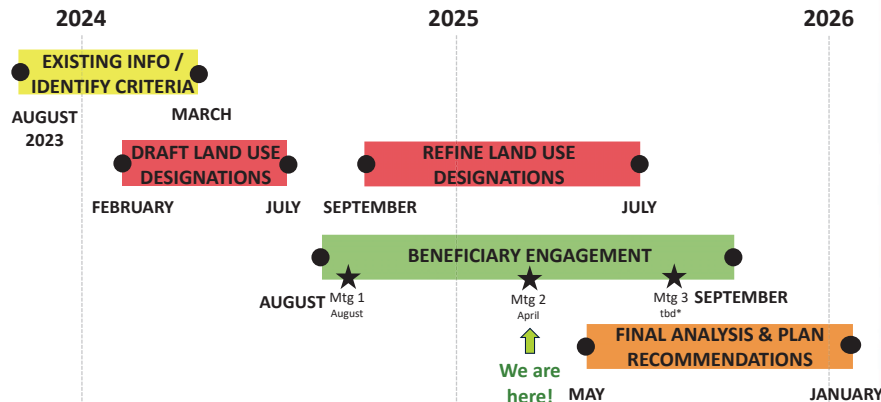 2024
2025
2026
EXISTING INFO /
IDENTIFY CRITERIA
AUGUST
2023
MARCH
DRAFT LAND USE
DESIGNATIONS
REFINE LAND USE
DESIGNATIONS
FEBRUARY
JULY
SEPTEMBER
JULY
BENEFICIARY ENGAGEMENT
AUGUST
Mtg 1
August
Mtg 2
April
Mtg 3
tbd*
SEPTEMBER
We are
here!
FINAL ANALYSIS & PLAN
RECOMMENDATIONS
MAY
JANUARY